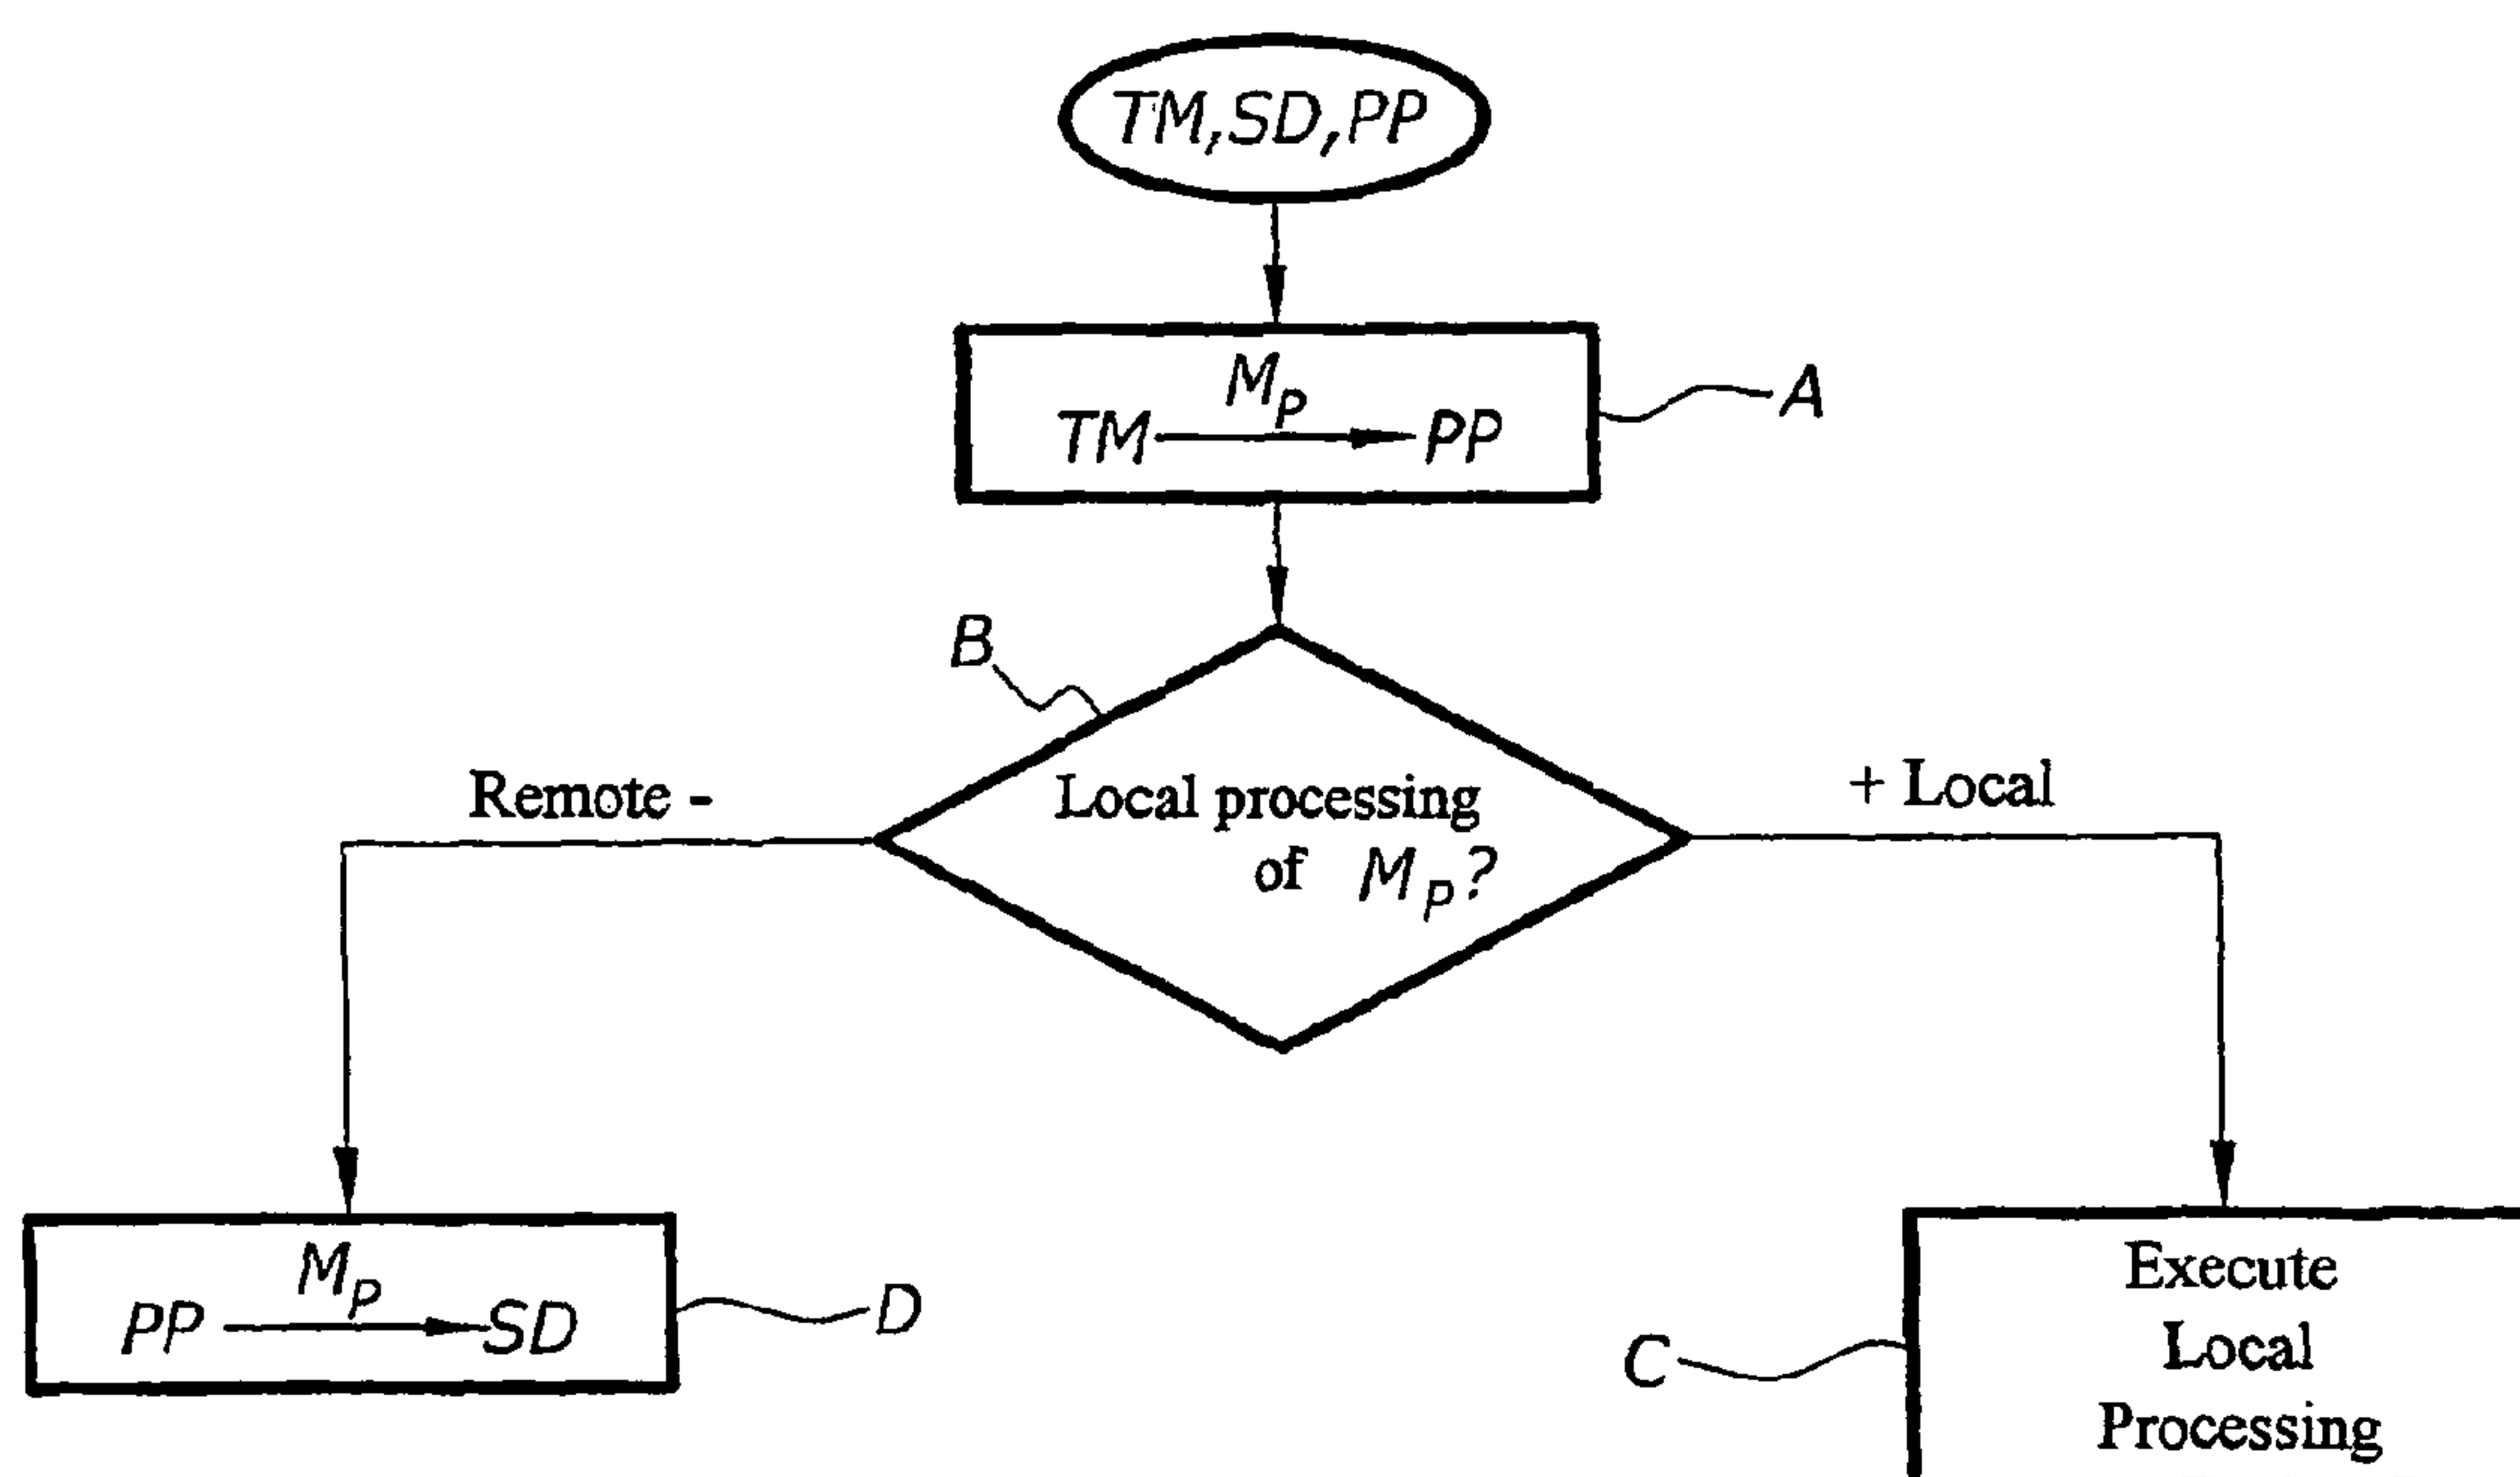 TM,SD,PP
M_P
TM → PP
A
B
Remote -
+ Local
Local processing
of M_P?
M_P
PP → SD
D
C
Execute
Local
Processing